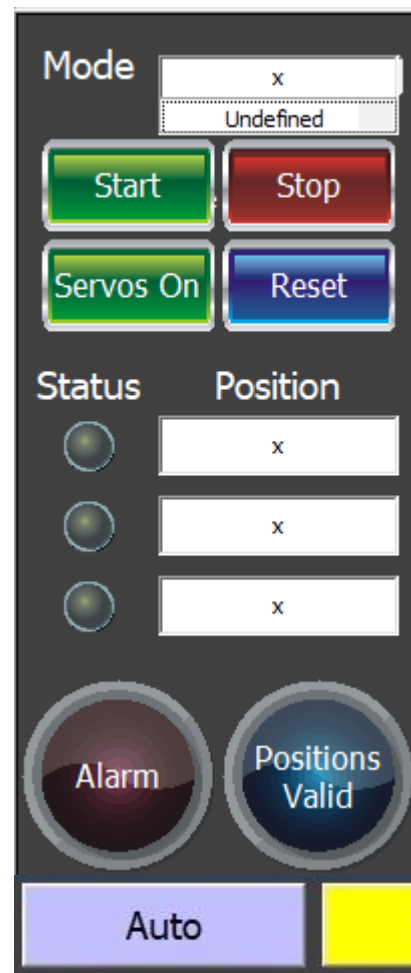 Mode
x
Undefined
Start Stop
Servos On Reset
Status Position
x
x
x
Alarm
Positions
Valid
Auto